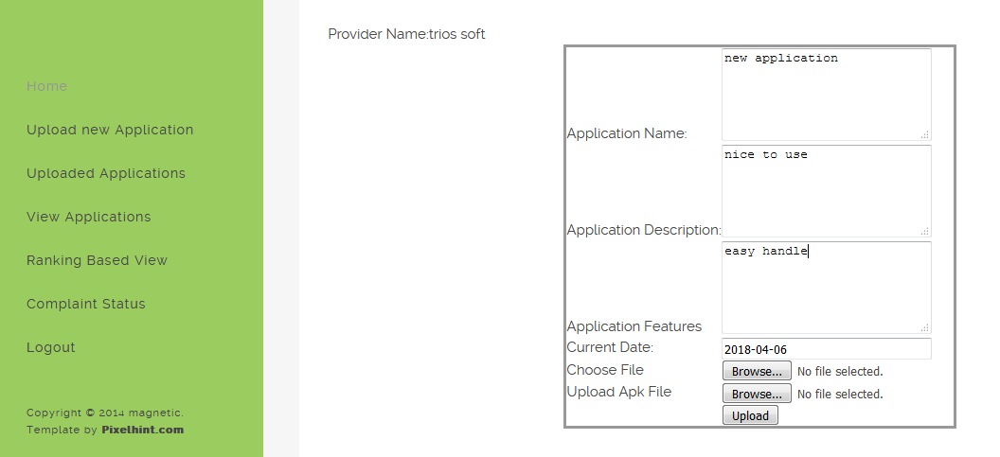 Home
Upload new Application
Uploaded Applications
View Applications
Ranking Based View
Complaint Status
Logout
Copyright © 2014 magnetic.
Template by Pixelhint.com
Provider Name:trios soft
Application Name: new application
Application Description: nice to use
Application Features easy handle
Current Date: 2018-04-06
Choose File Browse... No file selected.
Upload Apk File Browse... No file selected.
Upload